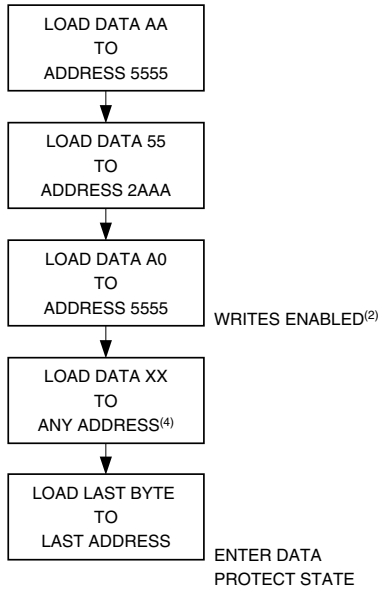 LOAD DATA AA
TO
ADDRESS 5555
LOAD DATA 55
TO
ADDRESS 2AAA
LOAD DATA A0
TO
ADDRESS 5555
WRITES ENABLED(2)
LOAD DATA XX
TO
ANY ADDRESS(4)
LOAD LAST BYTE
TO
LAST ADDRESS
ENTER DATA
PROTECT STATE